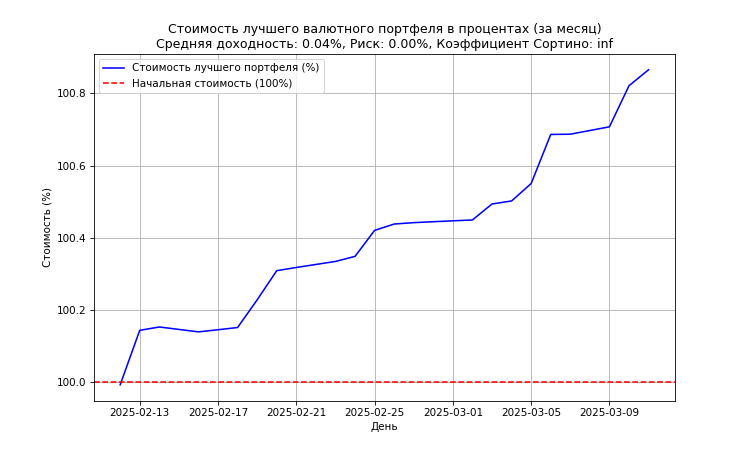 Стоимость лучшего валютного портфеля в процентах (за месяц)
Средняя доходность: 0.04%, Риск: 0.00%, Коэффициент Сортино: inf
Стоимость лучшего портфеля (%)
Начальная стоимость (100%)
Стоимость (%)
100.8
100.6
100.4
100.2
100.0
2025-02-13 2025-02-17 2025-02-21 2025-02-25 2025-03-01 2025-03-05 2025-03-09
День